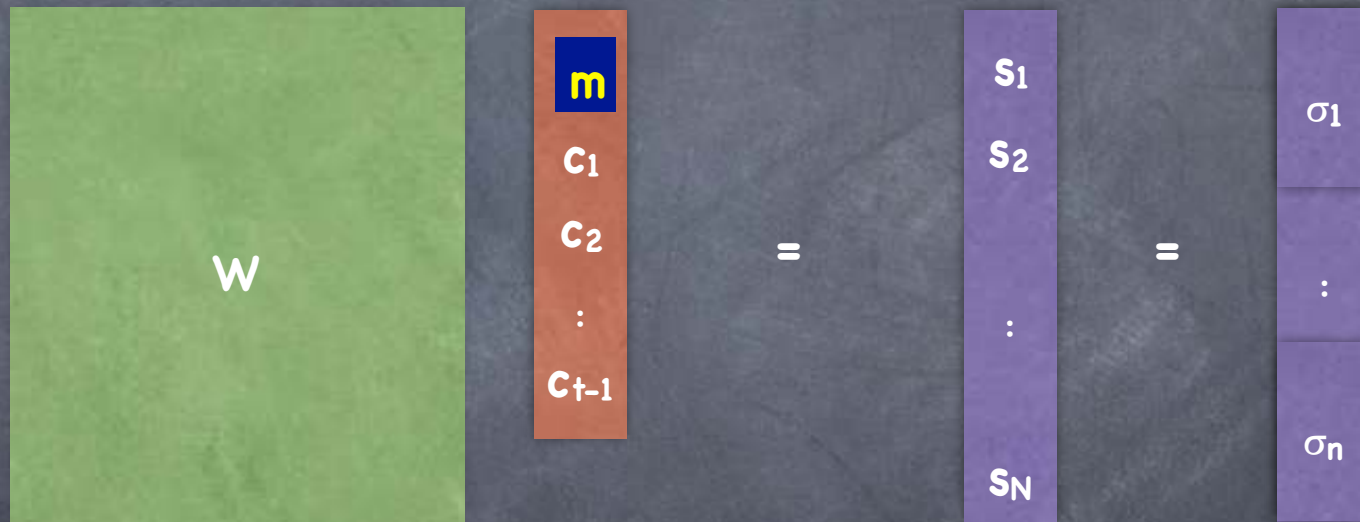 W
m
c1
c2
:
ct-1
=
s1
s2
:
sN
=
σ1
:
σn